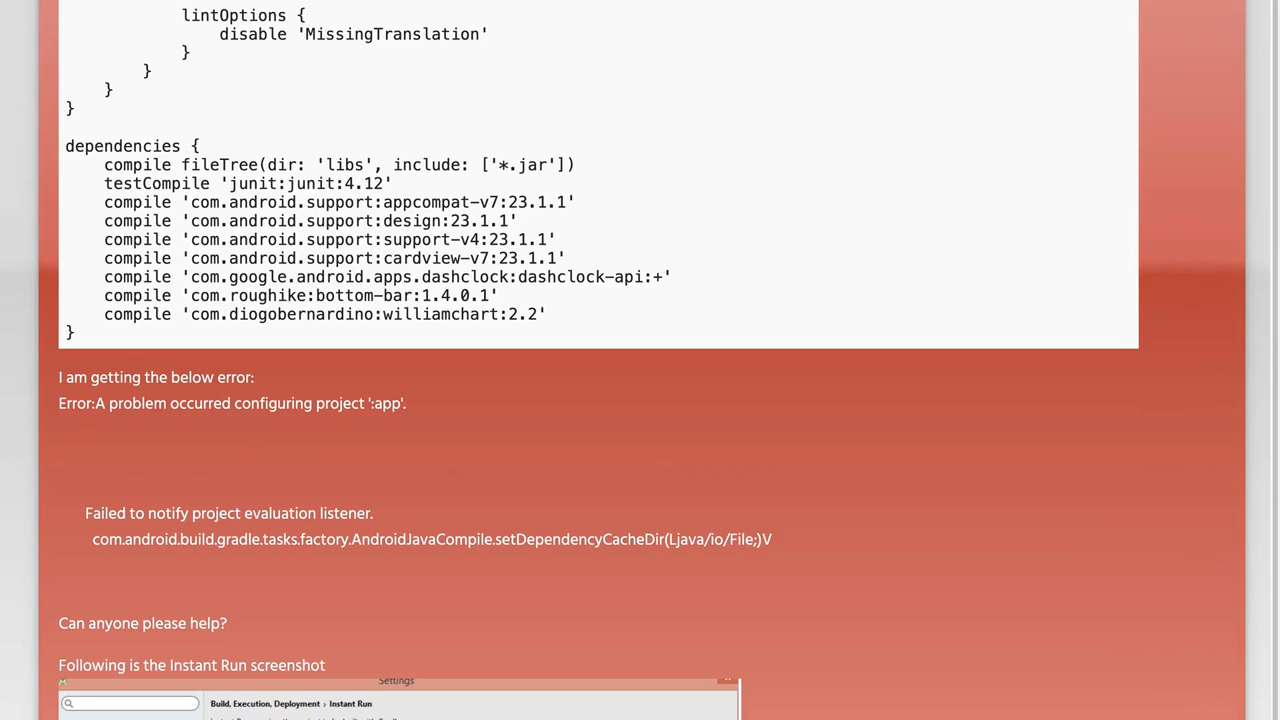 lintOptions {
disable 'MissingTranslation'
}
}
}
}
dependencies {
compile fileTree(dir: 'libs', include: ['*.jar'])
testCompile 'junit:junit:4.12'
compile 'com.android.support:appcompat-v7:23.1.1'
compile 'com.android.support:design:23.1.1'
compile 'com.android.support:support-v4:23.1.1'
compile 'com.android.support:cardview-v7:23.1.1'
compile 'com.google.android.apps.dashclock:dashclock-api:+'
compile 'com.roughike:bottom-bar:1.4.0.1'
compile 'com.diogobernardino:williamchart:2.2'
}
I am getting the below error:
Error:A problem occurred configuring project ':app'.
Failed to notify project evaluation listener.
com.android.build.gradle.tasks.factory.AndroidJavaCompile.setDependencyCacheDir(Ljava/io/File;)V
Can anyone please help?
Following is the Instant Run screenshot
Settings
Build, Execution, Deployment › Instant Run